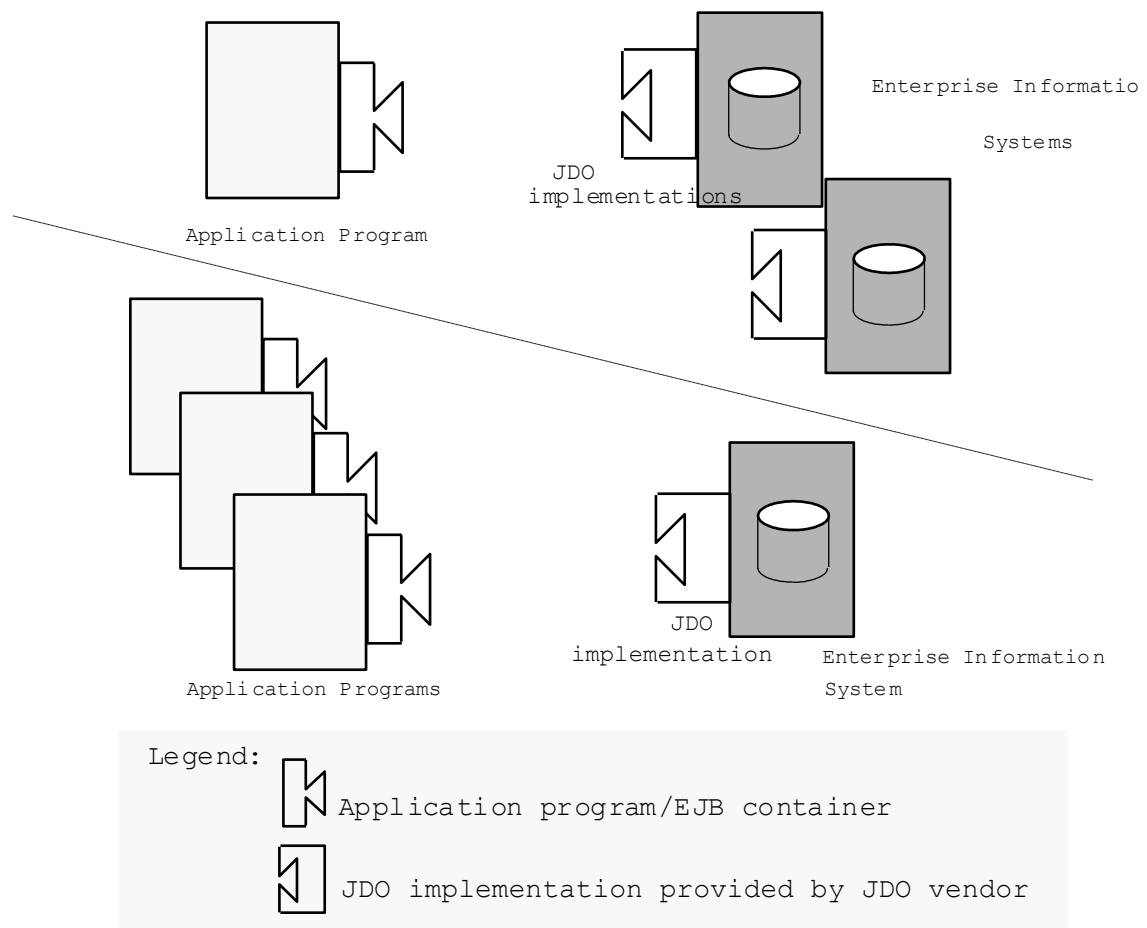 Enterprise Informatio
Systems
JDO
implementations
Application Program
JDO
implementation
Enterprise Information
System
Application Programs
Legend:
Application program/EJB container
JDO implementation provided by JDO vendor